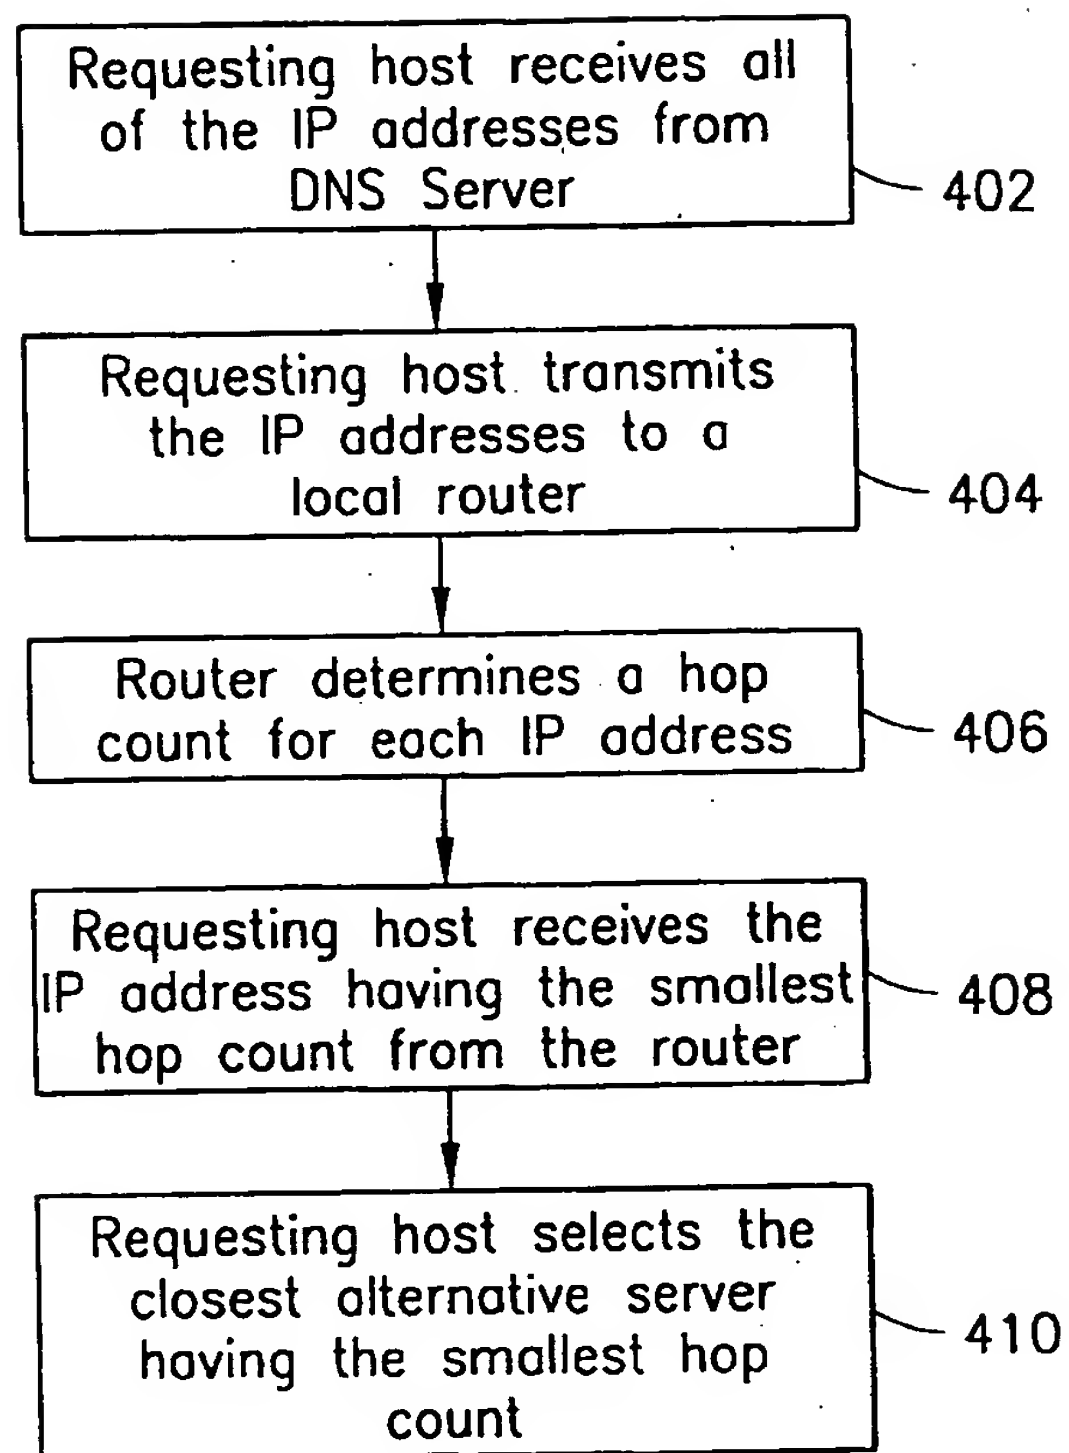 Requesting host receives all
of the IP addresses from
DNS Server
402
Requesting host transmits
the IP addresses to a
local router
404
Router determines a hop
count for each IP address
406
Requesting host receives the
IP address having the smallest
hop count from the router
408
Requesting host selects the
closest alternative server
having the smallest hop
count
410